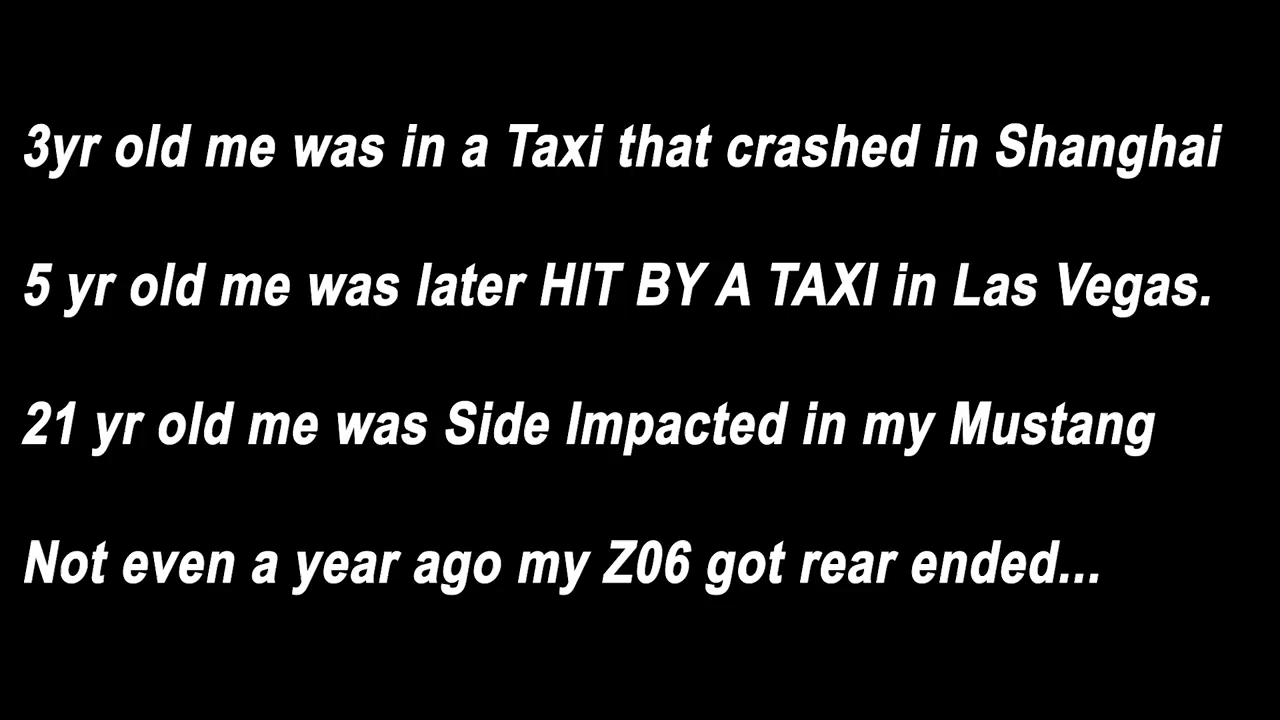 3yr old me was in a Taxi that crashed in Shanghai
5 yr old me was later HIT BY A TAXI in Las Vegas.
21 yr old me was Side Impacted in my Mustang
Not even a year ago my Z06 got rear ended...